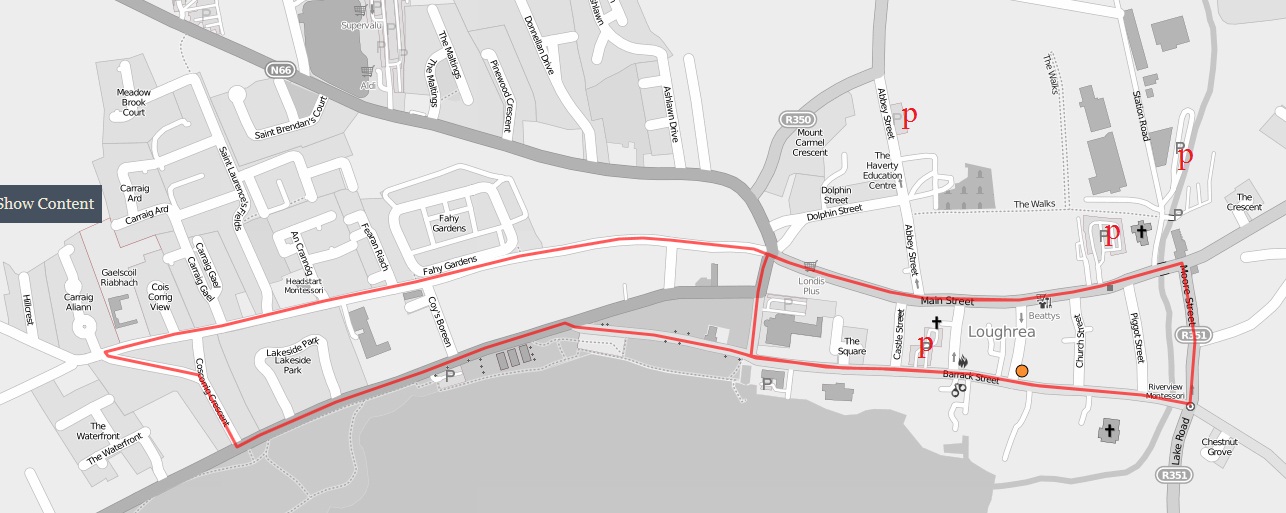 Supervalu
Aldi
N66
The Maltings
The Maltings
Pinewood Crescent
Donnellan Drive
Ashlawn
Ashlawn Drive
R350
Abbey Street
p
P
The Walks
Station Road
Meadow
Brook
Court
Saint Brendan's Court
Mount
Carmel
Crescent
The
Haverty
Education
Centre
P
p
Show Content
Carraig
Ard
Carraig Ard
Saint Laurence's Fields
Dolphin
Street
Dolphin Street
The Walks
P
The
Crescent
Fahy
Gardens
Fearan Riach
An Crannóg
Abbey Street
P
p
Carraig Gael
Carraig Gael
Gaelscoil
Riabhach
Fahy Gardens
Headstart
Montessori
Londis
Plus
Hillcrest
Carraig
Aliann
Cois
Corrig
View
Coy's Boreen
P
Main Street
Beattys
Moore Street
Loughrea
R351
Castle Street
Church Street
Piggott Street
The
Square
p
Lakeside Park
Lakeside
Park
Coscorrig Crescent
P
P
Barrack Street
Riverview
Montessori
The
Waterfront
The Waterfront
Lake Road
Chestnut
Grove
R351